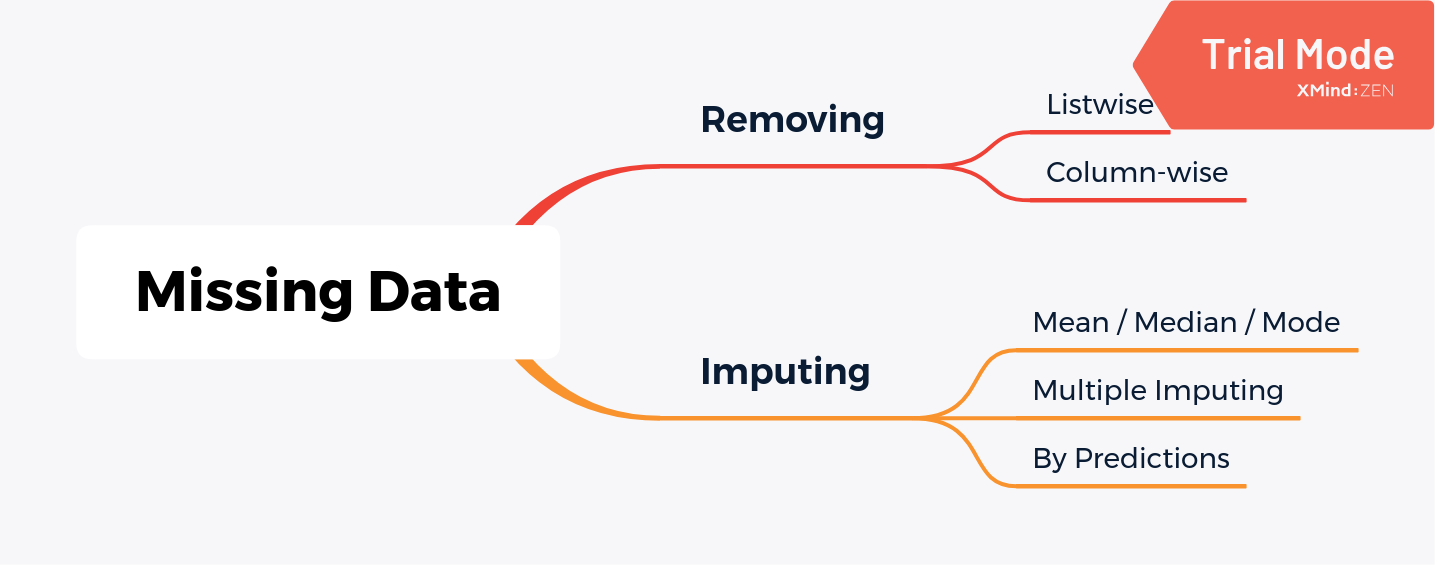 Trial Mode
XMind:ZEN
Removing
Listwise
Column-wise
Missing Data
Imputing
Mean / Median / Mode
Multiple Imputing
By Predictions